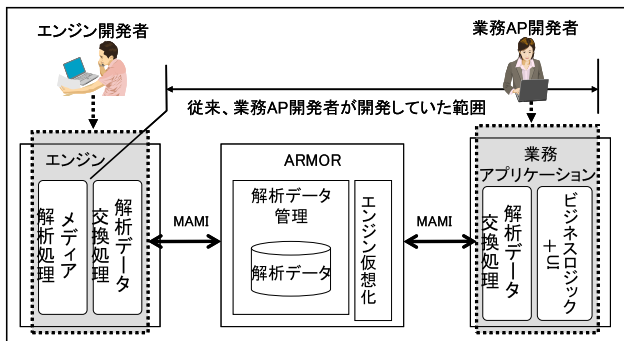 エンジン開発者
業務AP開発者
従来、業務AP開発者が開発していた範囲
エンジン
メディア
解析処理
解析データ
交換処理
MAMI
ARMOR
解析データ
管理
解析データ
エンジン仮想化
MAMI
業務
アプリケーション
解析データ
交換処理
ビジネスロジック
+UI